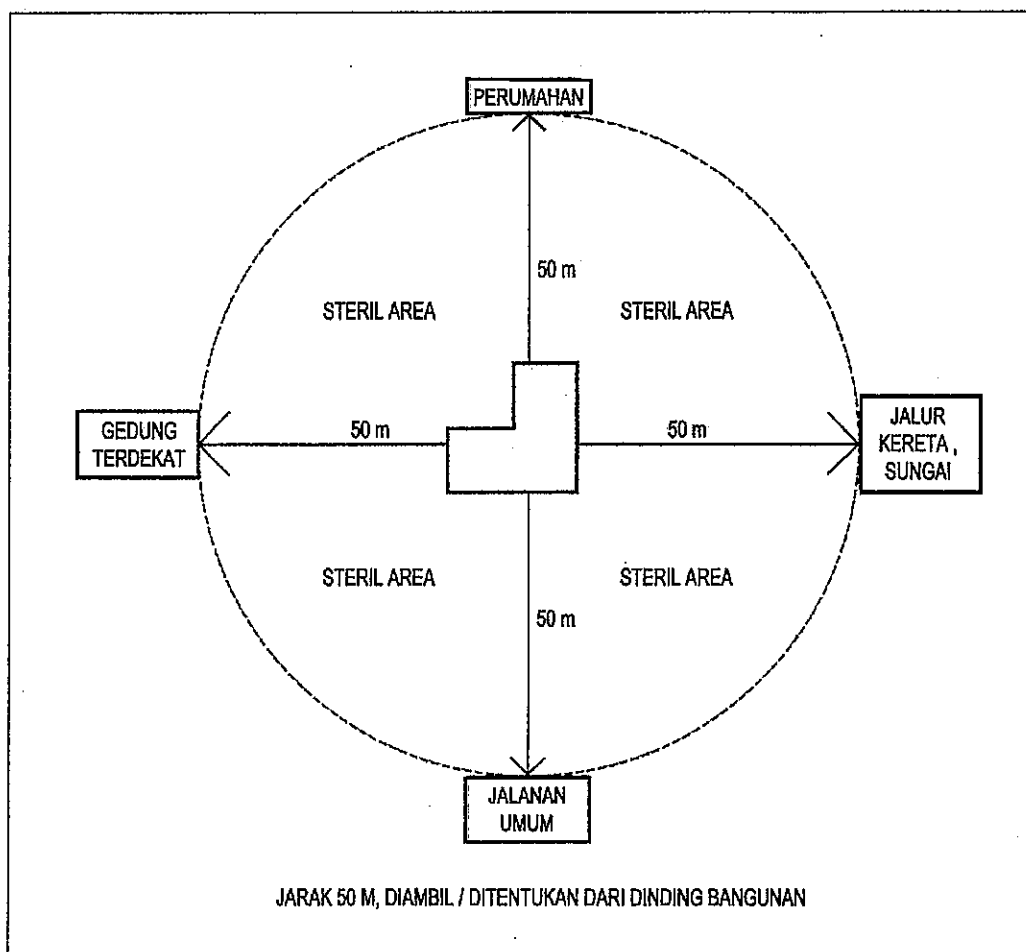 PERUMAHAN
50 m
STERIL AREA
STERIL AREA
GEDUNG
TERDEKAT
50 m
50 m
JALUR
KERETA ,
SUNGAI
STERIL AREA
STERIL AREA
50 m
JALANAN
UMUM
JARAK 50 M, DIAMBIL / DITENTUKAN DARI DINDING BANGUNAN